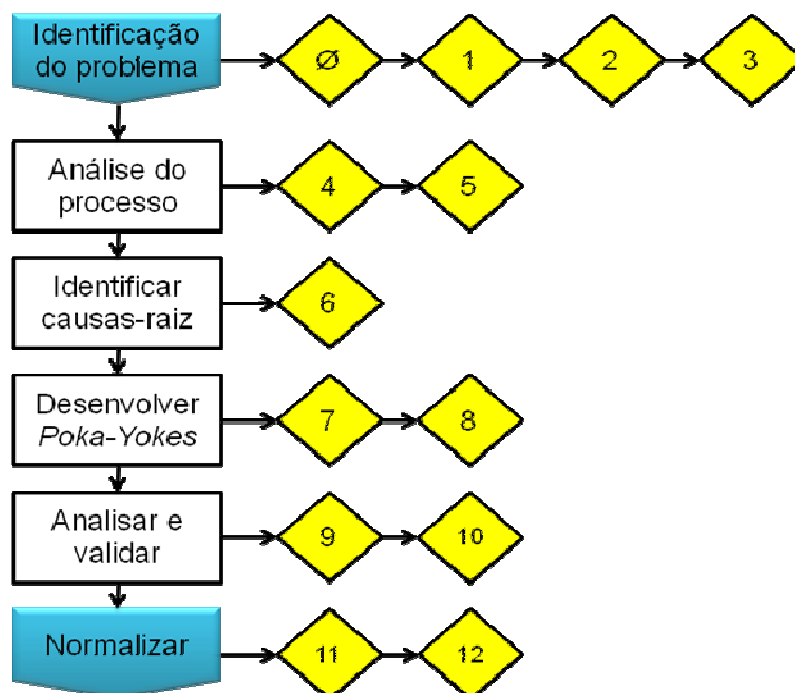 Identificação
do problema
Ø
1
2
3
Análise do
processo
4
5
Identificar
causas-raiz
6
Desenvolver
Poka-Yokes
7
8
Analisar e
validar
9
10
Normalizar
11
12